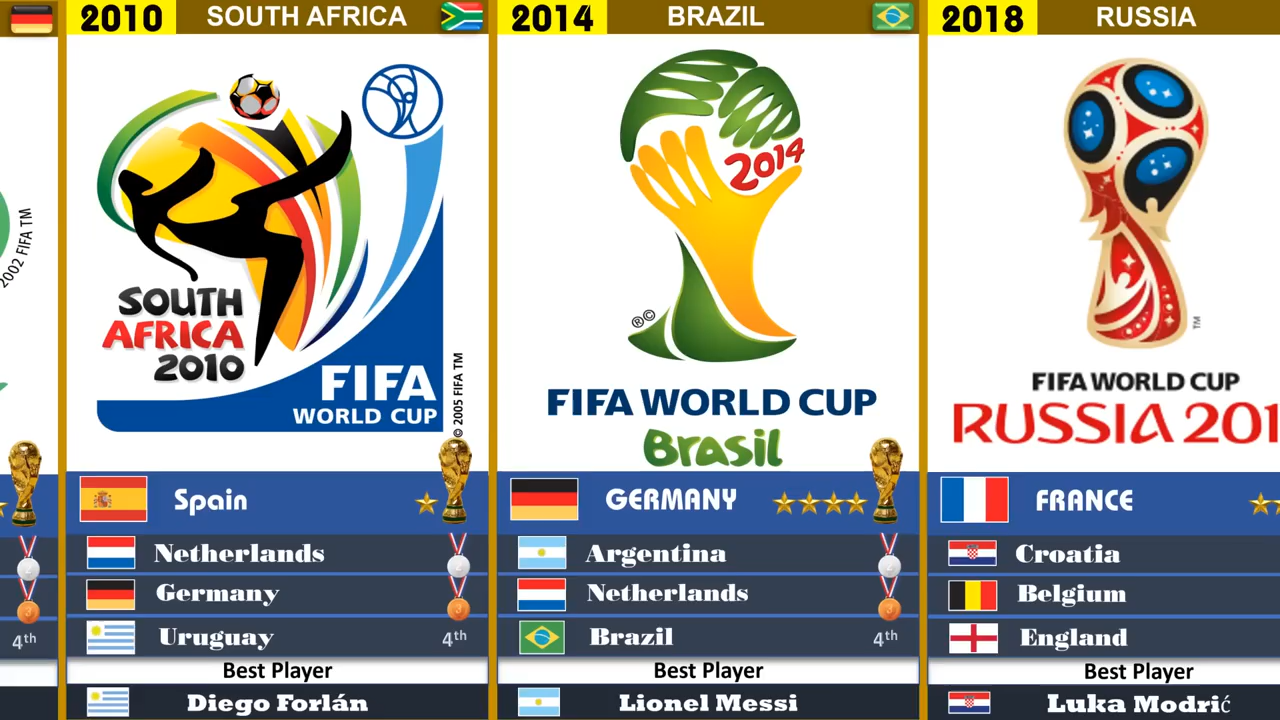 2002 FIFA TM
4th
2010 SOUTH AFRICA
SOUTH
AFRICA
2010
FIFA
WORLD CUP
© 2005 FIFA TM
Spain
Netherlands
Germany
Uruguay 4th
Best Player
Diego Forlán
2014 BRAZIL
2014
®©
FIFA WORLD CUP
Brasil
GERMANY
Argentina
Netherlands
Brazil 4th
Best Player
Lionel Messi
2018 RUSSIA
TM
FIFA WORLD CUP
RUSSIA 201
FRANCE
Croatia
Belgium
England
Best Player
Luka Modrić